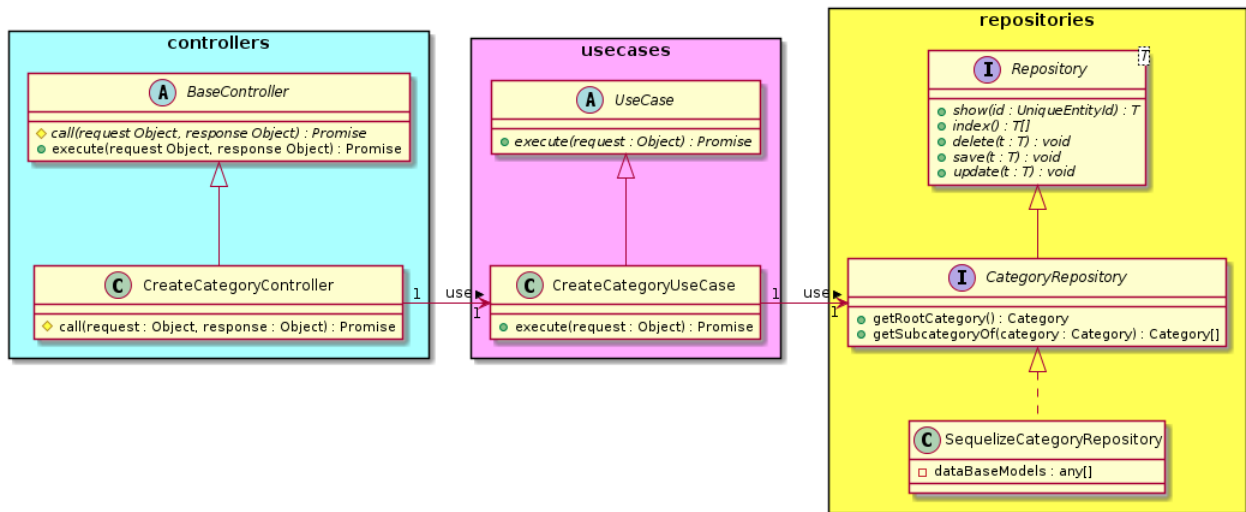 controllers
A BaseController
call(request Object, response Object) : Promise
execute(request Object, response Object) : Promise
C CreateCategoryController
call(request : Object, response : Object) : Promise
1
use
1
usecases
A UseCase
execute(request : Object) : Promise
C CreateCategoryUseCase
execute(request : Object) : Promise
1
use
1
repositories
I Repository
T
show(id : UniqueEntityId) : T
index() : T[]
delete(t : T) : void
save(t : T) : void
update(t : T) : void
I CategoryRepository
getRootCategory() : Category
getSubcategoryOf(category : Category) : Category[]
C SequelizeCategoryRepository
dataBaseModels : any[]